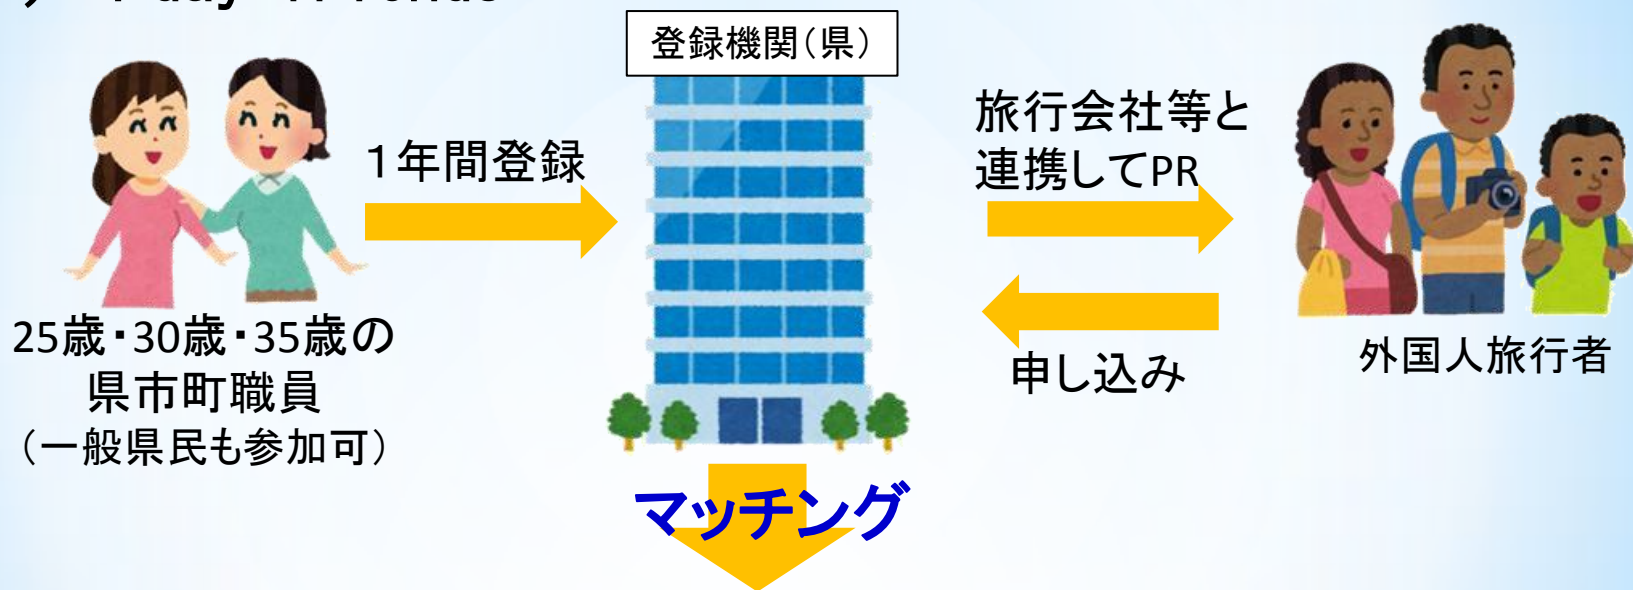 登録機関(県)
1年間登録
旅行会社等と
連携してPR
申し込み
25歳・30歳・35歳の
県市町職員
(一般県民も参加可)
外国人旅行者
マッチング